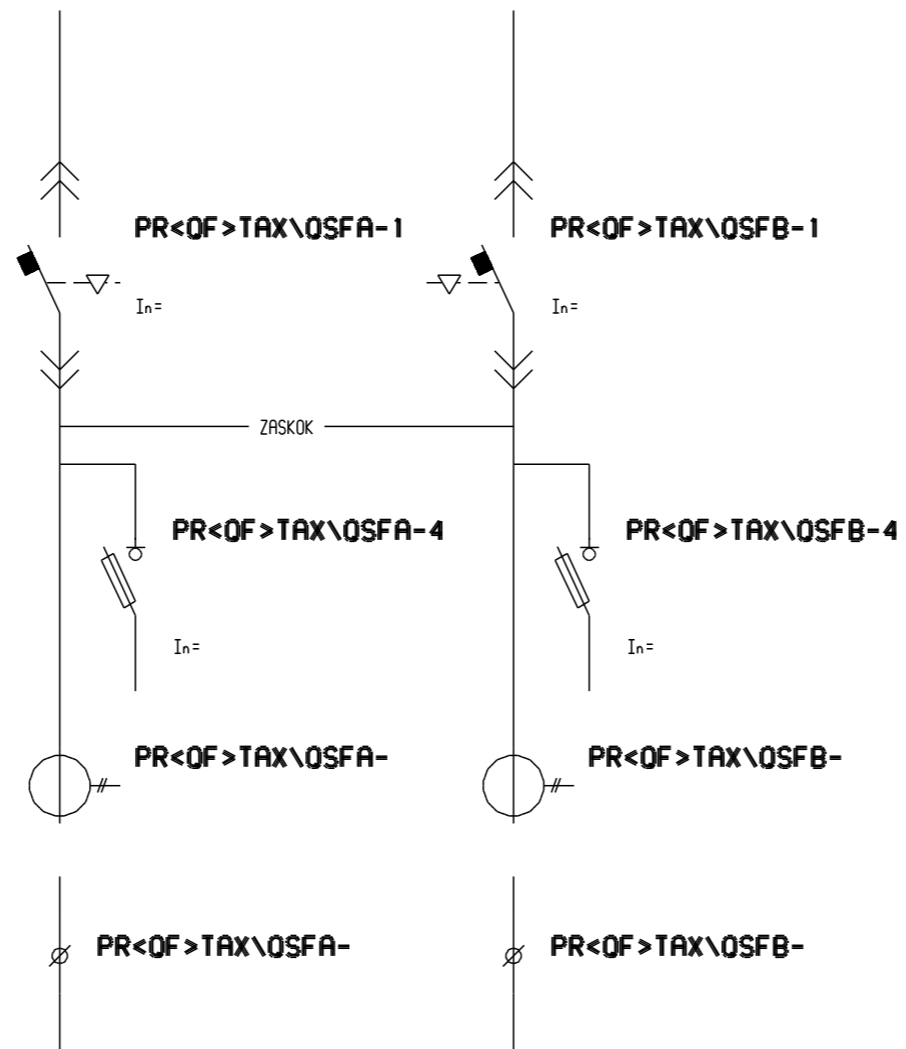 PR<QF>TAX\QSFA-1
PR<QF>TAX\QSFB-1
In=
In=
ZASKOK
PR<QF>TAX\QSFA-4
PR<QF>TAX\QSFB-4
In=
In=
PR<QF>TAX\QSFA-
PR<QF>TAX\QSFB-
PR<QF>TAX\QSFA-
PR<QF>TAX\QSFB-